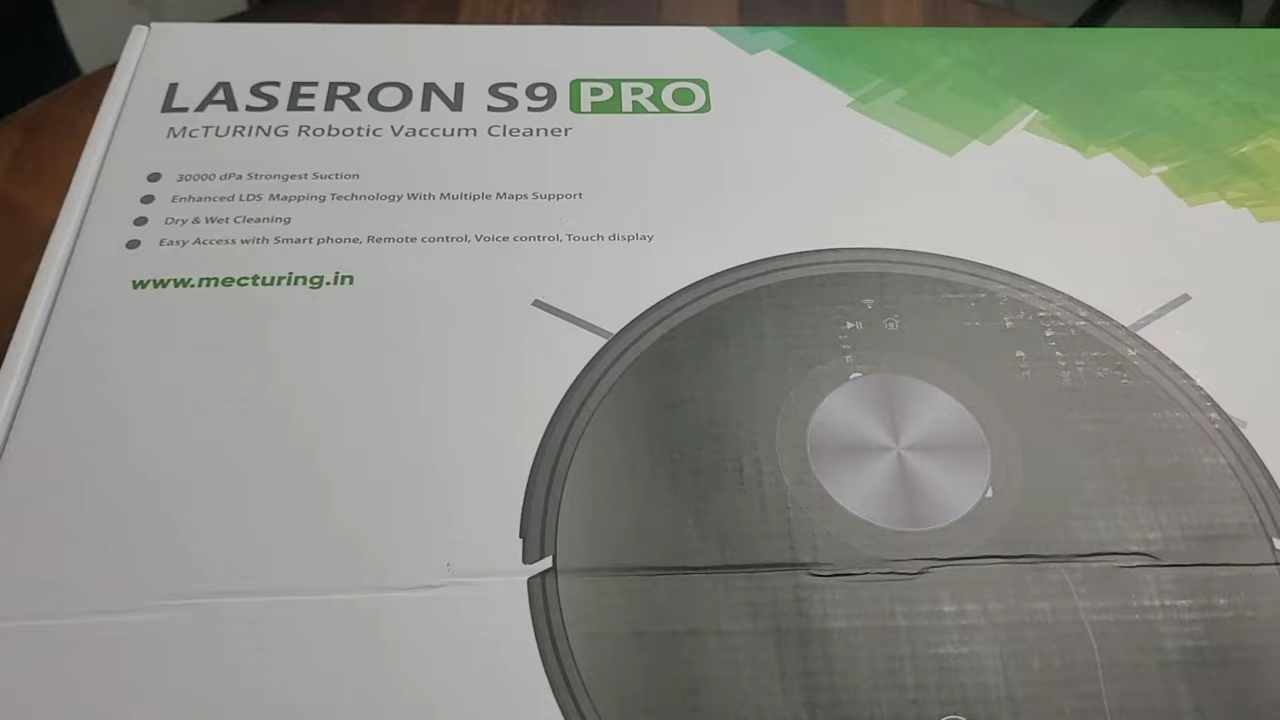 LASERON S9 PRO
McTURING Robotic Vaccum Cleaner
30000 dPa Strongest Suction
Enhanced LDS Mapping Technology With Multiple Maps Support
Dry & Wet Cleaning
Easy Access with Smart phone, Remote control, Voice control, Touch display
www.mecturing.in